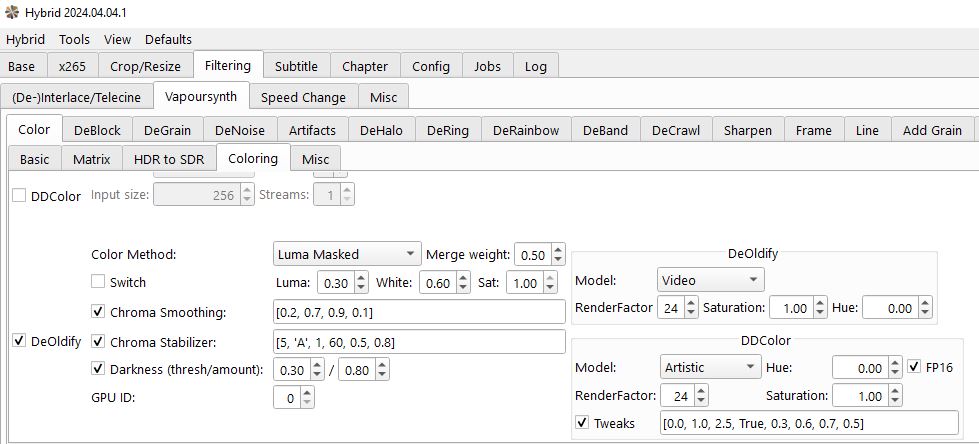 Hybrid 2024.04.04.1
Hybrid Tools View Defaults
Base x265 Crop/Resize Filtering Subtitle Chapter Config Jobs Log
(De-)Interlace/Telecine Vapoursynth Speed Change Misc
Color DeBlock DeGrain DeNoise Artifacts DeHalo DeRing DeRainbow DeBand DeCrawl Sharpen Frame Line Add Grain
Basic Matrix HDR to SDR Coloring Misc
DDColor Input size: 256 Streams: 1
Color Method: Luma Masked Merge weight: 0.50
Switch Luma: 0.30 White: 0.60 Sat: 1.00
Chroma Smoothing: [0.2, 0.7, 0.9, 0.1]
DeOldify Chroma Stabilizer: [5, 'A', 1, 60, 0.5, 0.8]
Darkness (thresh/amount): 0.30 / 0.80
GPU ID: 0
DeOldify
Model: Video
RenderFactor 24 Saturation: 1.00 Hue: 0.00
DDColor
Model: Artistic Hue: 0.00 FP16
RenderFactor: 24 Saturation: 1.00
Tweaks [0.0, 1.0, 2.5, True, 0.3, 0.6, 0.7, 0.5]